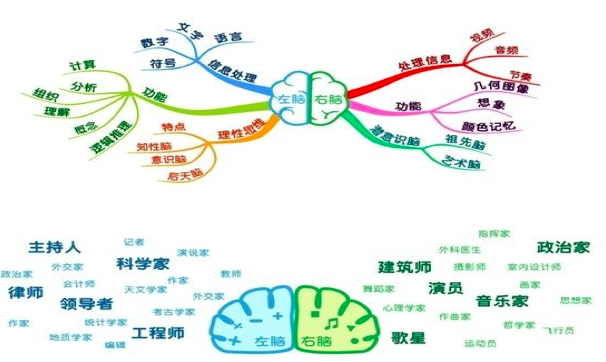 文字
语言
数字
符号
信息处理
计算
分析
组织
理解
概念
逻辑推理
功能
特点
知性脑
意识脑
后天脑
理性思维
左脑
右脑
处理信息
视频
音频
节奏
功能
几何图像
想象
颜色记忆
潜意识脑
祖先脑
艺术脑
主持人
记者
演说家
政治家
外交家
科学家
教师
会计师
作家
律师
天文学家
外交家
领导者
考古学家
作家
统计学家
工程师
地质学家
编辑
左脑
右脑
指挥家
外科医生
政治家
建筑师
摄影师
室内设计师
舞蹈家
演员
画家
心理学家
音乐家
思想家
作曲家
哲学家
飞行员
歌星
运动员